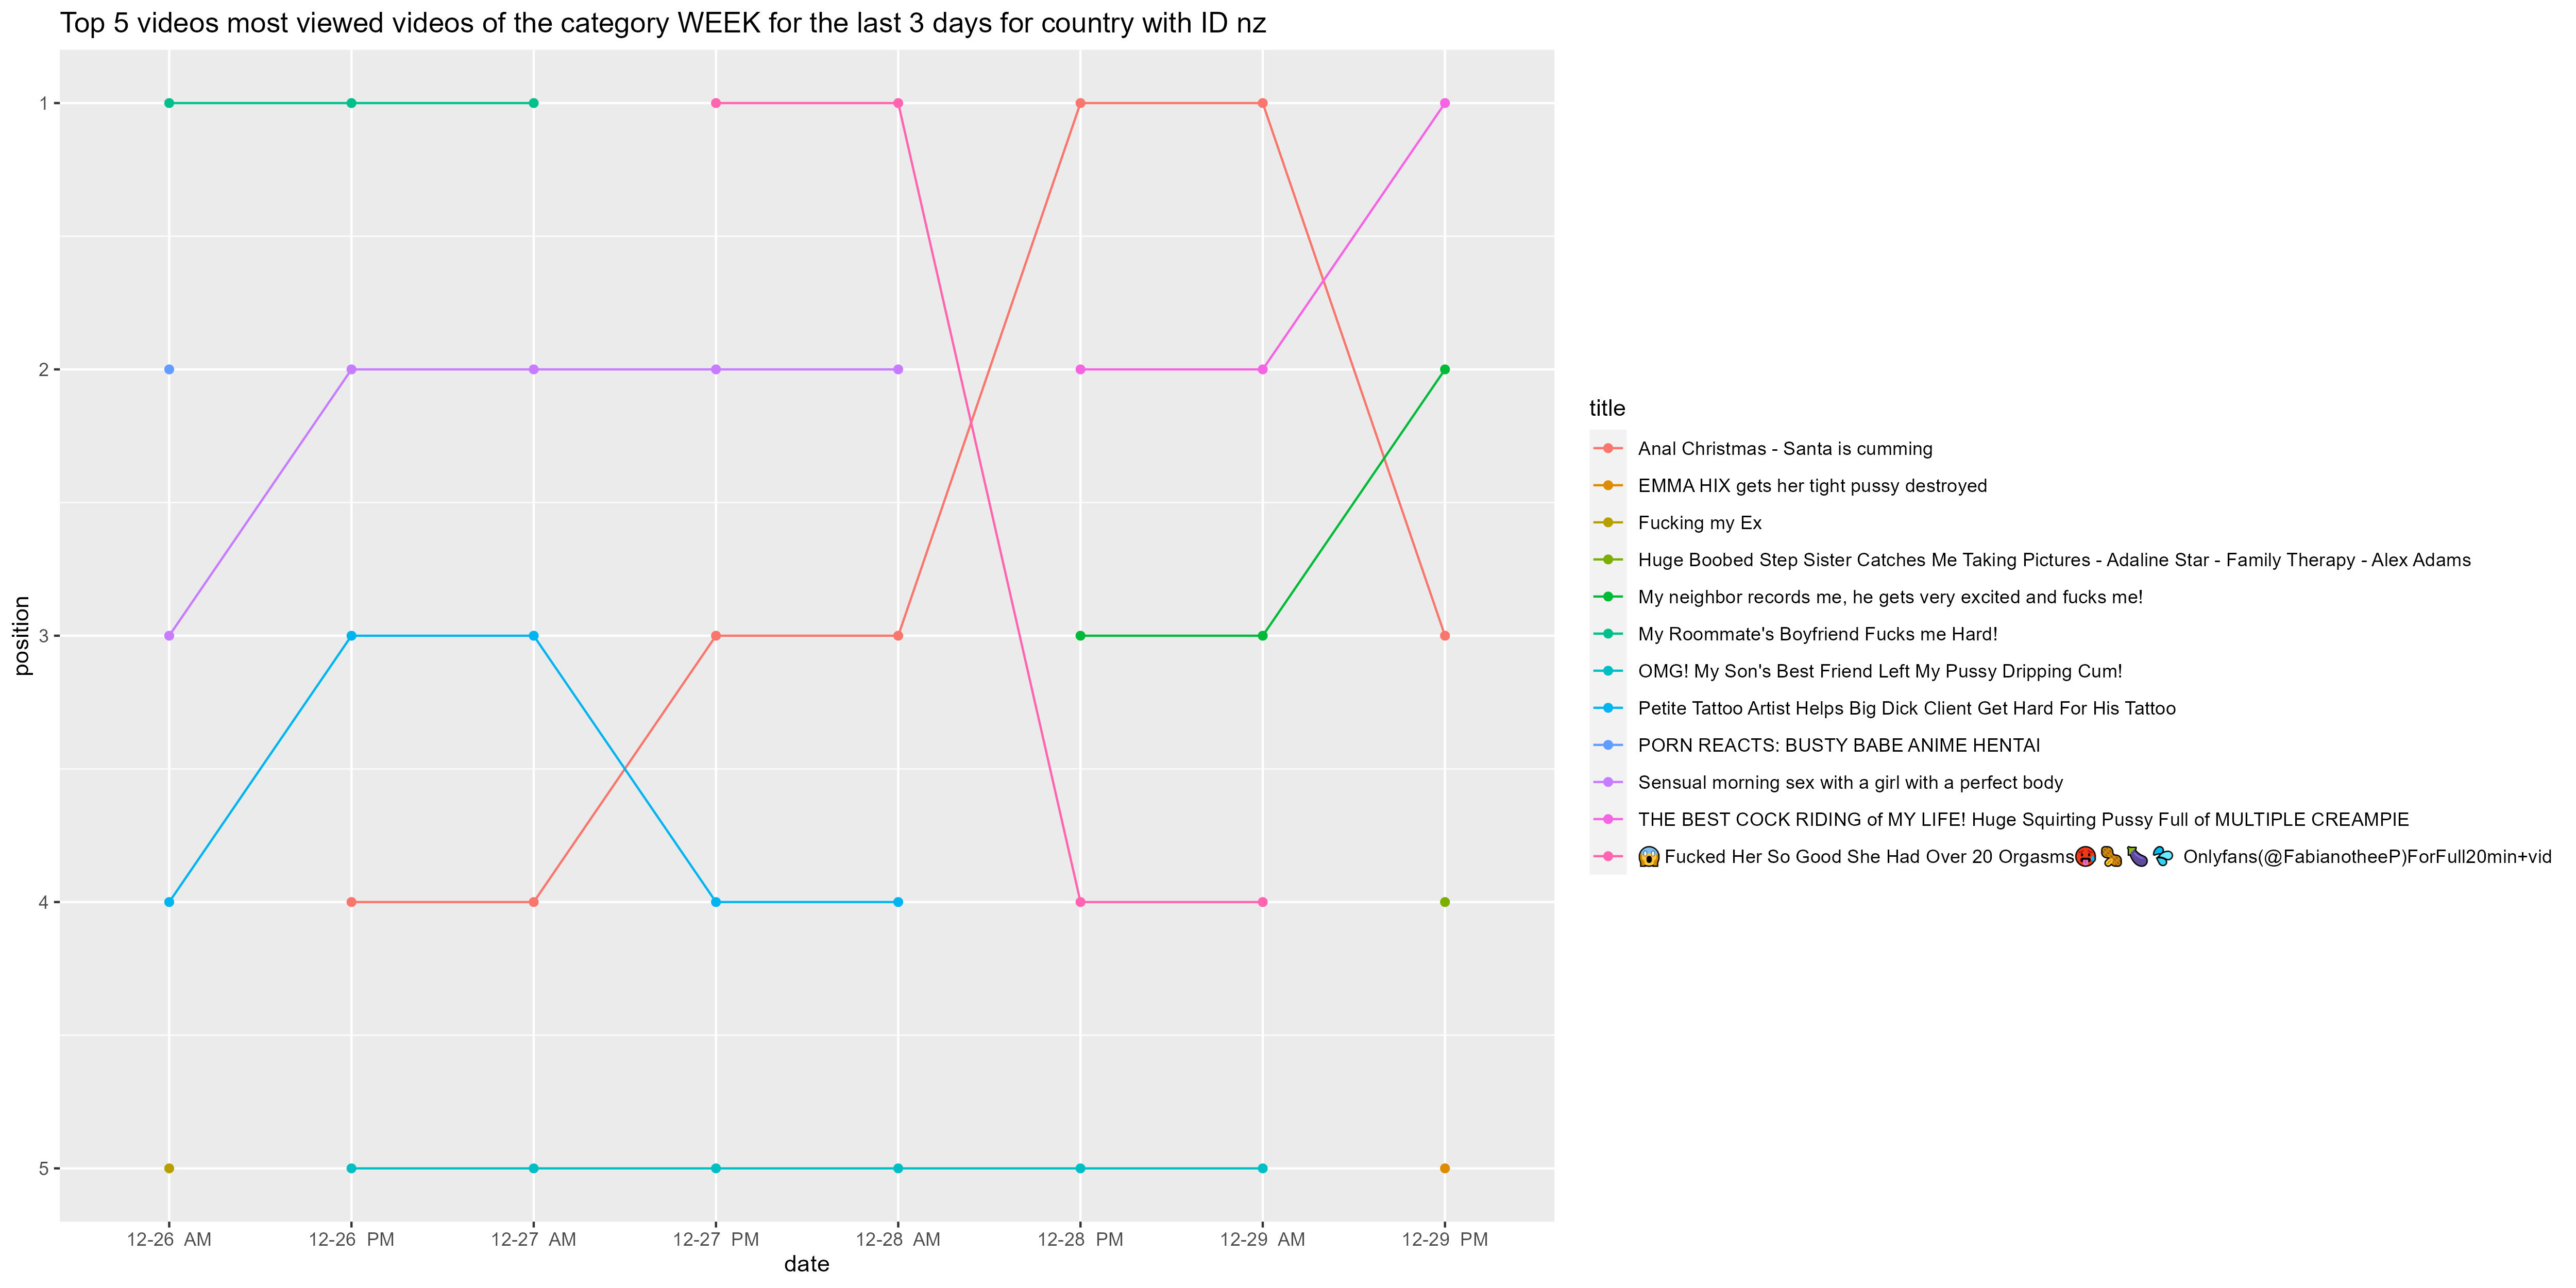 Top 5 videos most viewed videos of the category WEEK for the last 3 days for country with ID nz
1
2
3
4
5
position
12-26 AM
12-26 PM
12-27 AM
12-27 PM
12-28 AM
12-28 PM
12-29 AM
12-29 PM
date
title
Anal Christmas - Santa is cumming
EMMA HIX gets her tight pussy destroyed
Fucking my Ex
Huge Boobed Step Sister Catches Me Taking Pictures - Adaline Star - Family Therapy - Alex Adams
My neighbor records me, he gets very excited and fucks me!
My Roommate's Boyfriend Fucks me Hard!
OMG! My Son's Best Friend Left My Pussy Dripping Cum!
Petite Tattoo Artist Helps Big Dick Client Get Hard For His Tattoo
PORN REACTS: BUSTY BABE ANIME HENTAI
Sensual morning sex with a girl with a perfect body
THE BEST COCK RIDING of MY LIFE! Huge Squirting Pussy Full of MULTIPLE CREAMPIE
😱 Fucked Her So Good She Had Over 20 Orgasms🥵🥜🍆💦 Onlyfans(@FabianotheeP)ForFull20min+vid